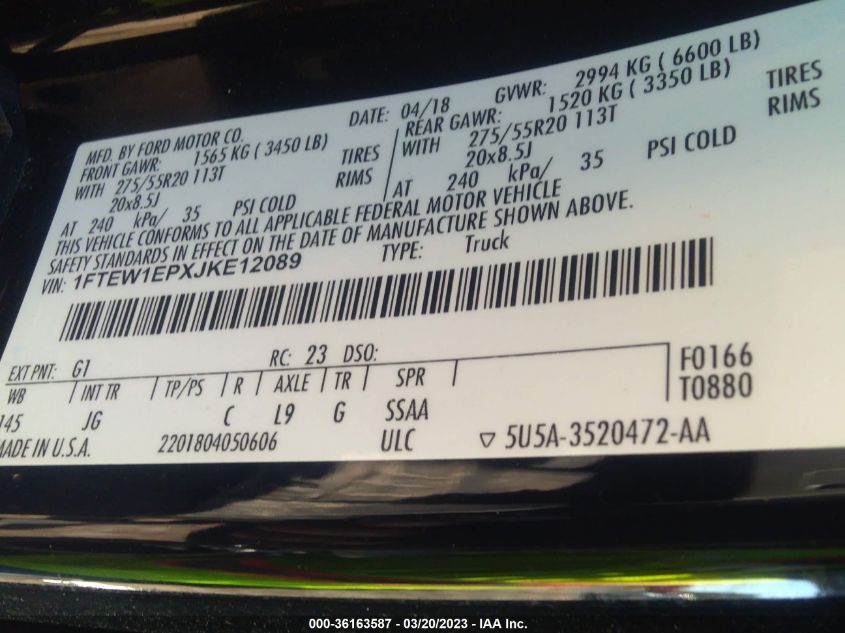 MFD. BY FORD MOTOR CO. DATE: 04/18 GVWR: 2994 KG ( 6600 LB)
FRONT GAWR: 1565 KG ( 3450 LB) REAR GAWR: 1520 KG ( 3350 LB)
WITH 275/55R20 113T TIRES WITH 275/55R20 113T TIRES
20x8.5J RIMS 20x8.5J RIMS
AT 240 kPa/ 35 PSI COLD AT 240 kPa/ 35 PSI COLD
THIS VEHICLE CONFORMS TO ALL APPLICABLE FEDERAL MOTOR VEHICLE
SAFETY STANDARDS IN EFFECT ON THE DATE OF MANUFACTURE SHOWN ABOVE.
VIN: 1FTEW1EPXJKE12089 TYPE: Truck
EXT PNT: G1 RC: 23 DSO: F0166
WB INT TR TP/PS R AXLE TR SPR T0880
145 JG C L9 G SSAA
MADE IN U.S.A. 2201804050606 ULC ▽ 5U5A-3520472-AA
000-36163587 - 03/20/2023 - IAA Inc.